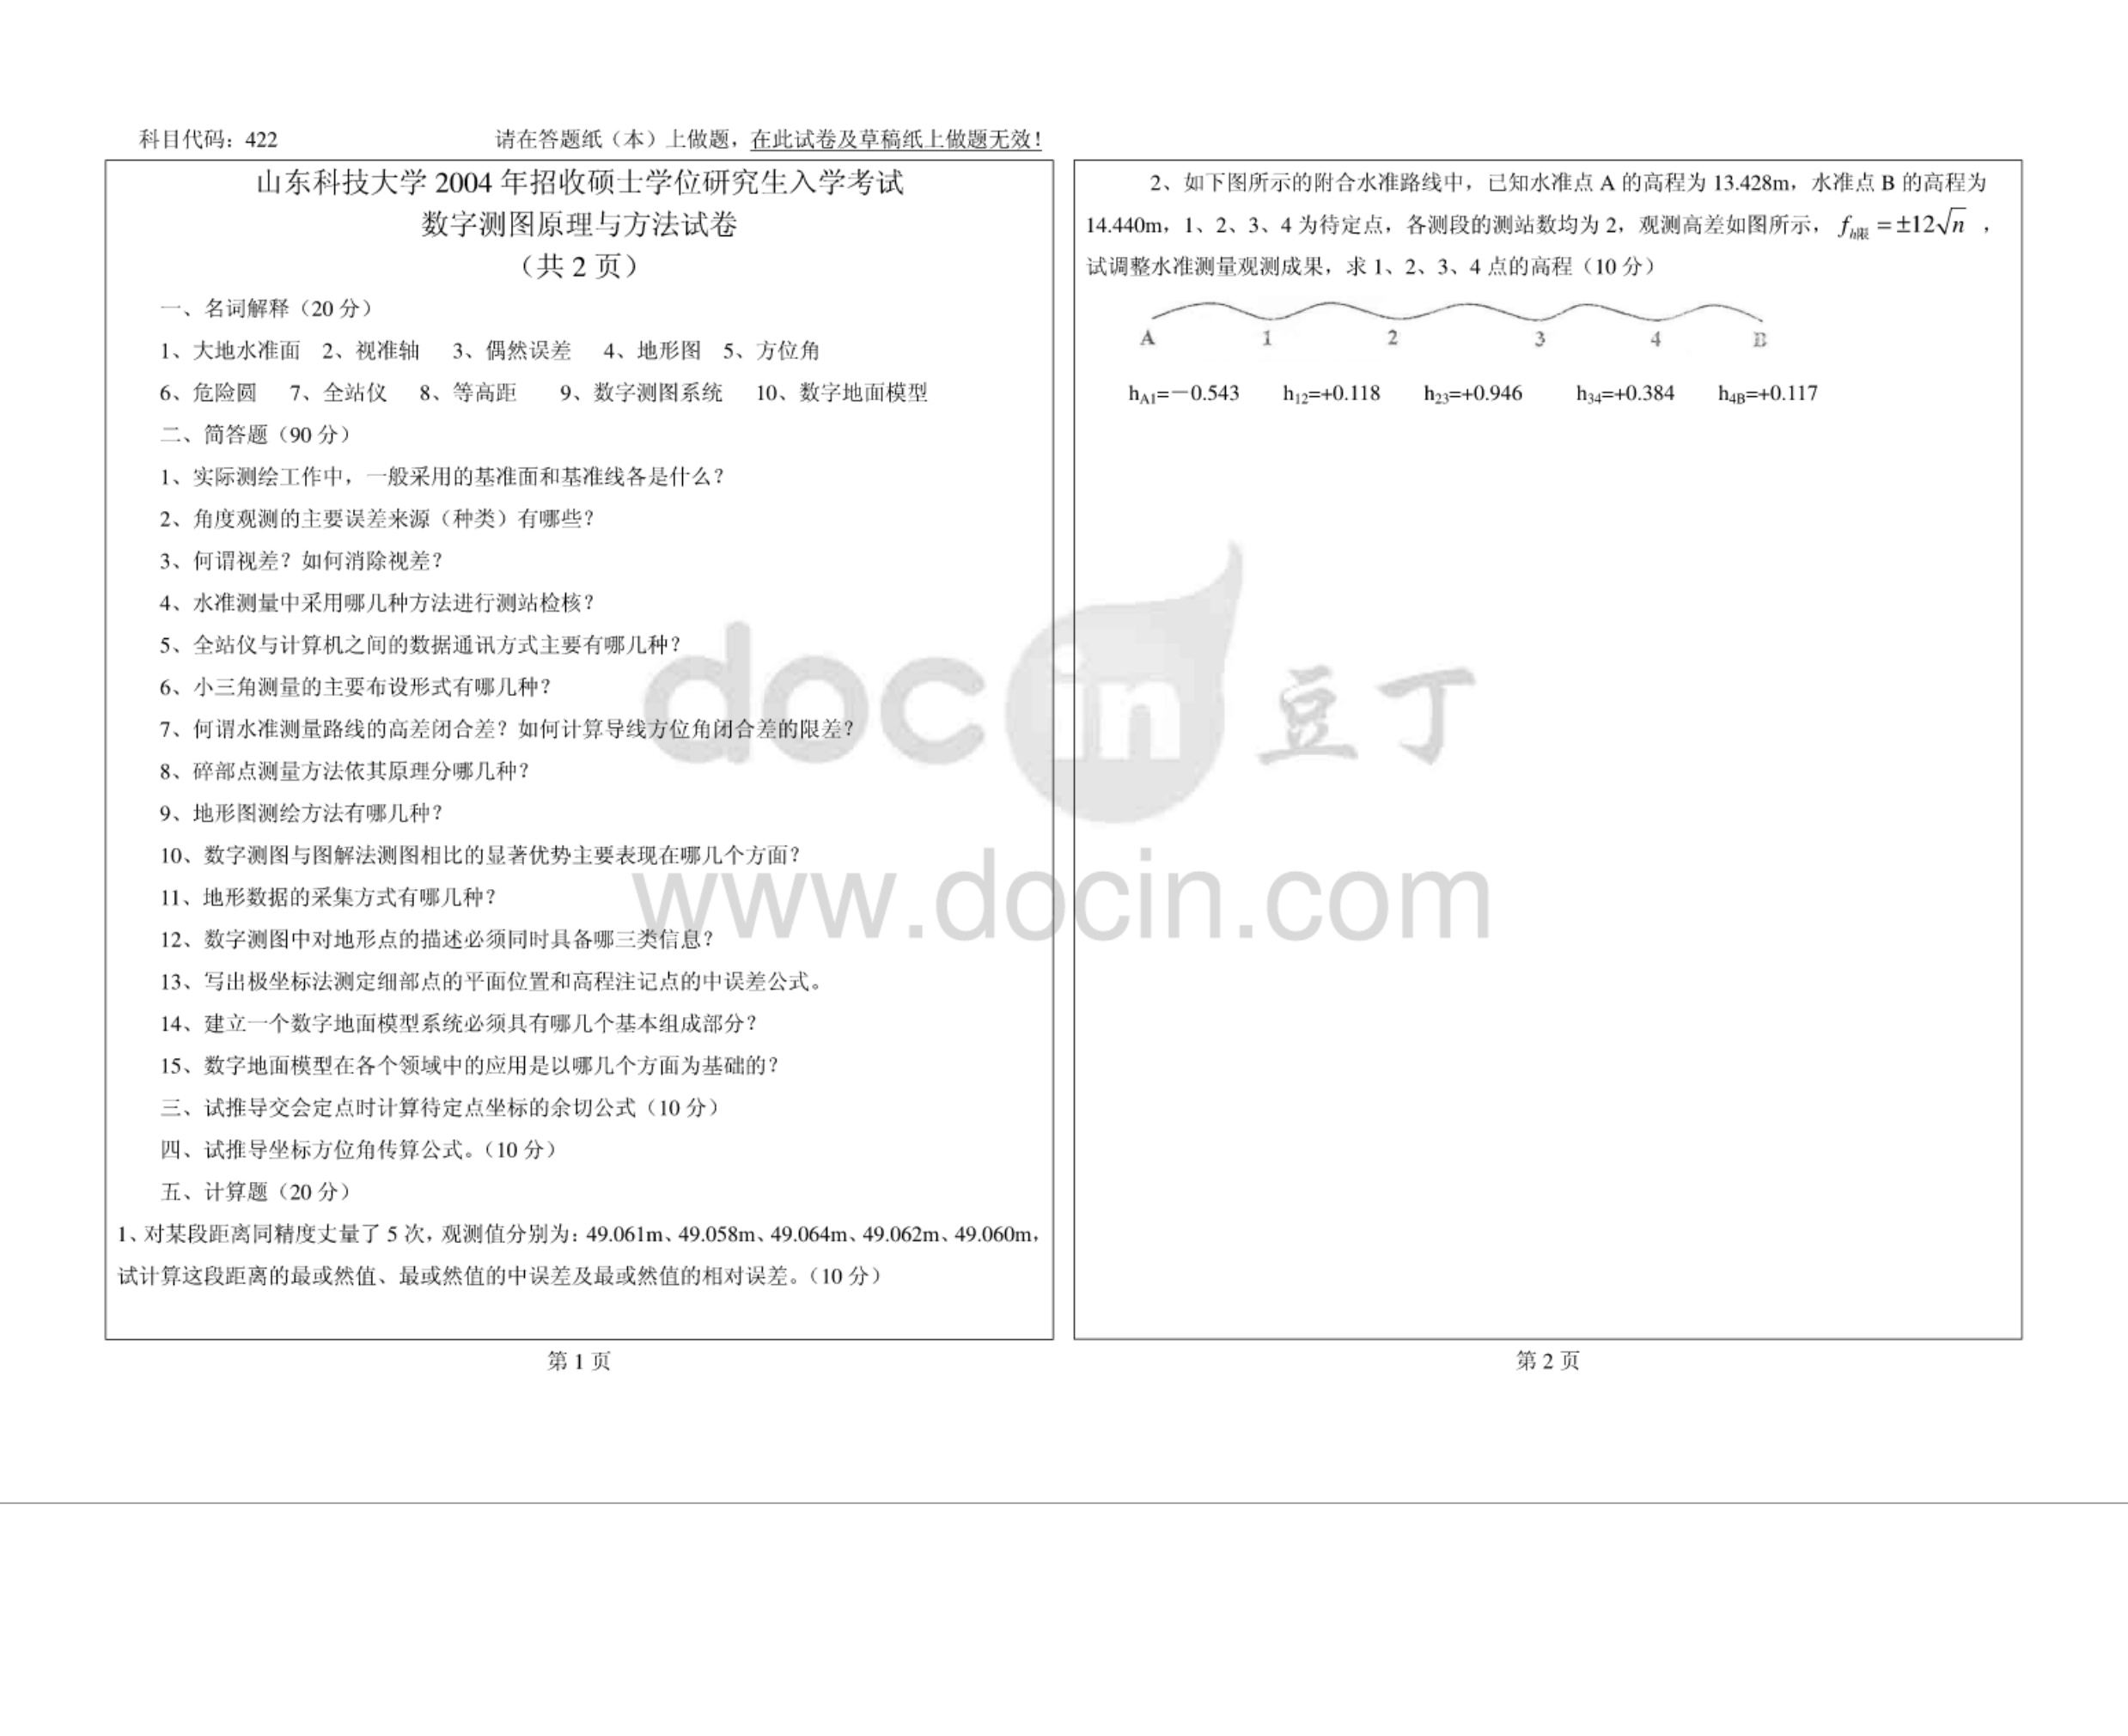 科目代码：422 请在答题纸（本）上做题，在此试卷及草稿纸上做题无效！
山东科技大学 2004 年招收硕士学位研究生入学考试
数字测图原理与方法试卷
（共 2 页）
一、名词解释（20 分）
1、大地水准面 2、视准轴 3、偶然误差 4、地形图 5、方位角
6、危险圆 7、全站仪 8、等高距 9、数字测图系统 10、数字地面模型
二、简答题（90 分）
1、实际测绘工作中，一般采用的基准面和基准线各是什么？
2、角度观测的主要误差来源（种类）有哪些？
3、何谓视差？如何消除视差？
4、水准测量中采用哪几种方法进行测站检核？
5、全站仪与计算机之间的数据通讯方式主要有哪几种？
6、小三角测量的主要布设形式有哪几种？
7、何谓水准测量路线的高差闭合差？如何计算导线方位角闭合差的限差？
8、碎部点测量方法依其原理分哪几种？
9、地形图测绘方法有哪几种？
10、数字测图与图解法测图相比的显著优势主要表现在哪几个方面？
11、地形数据的采集方式有哪几种？
12、数字测图中对地形点的描述必须同时具备哪三类信息？
13、写出极坐标法测定细部点的平面位置和高程注记点的中误差公式。
14、建立一个数字地面模型系统必须具有哪几个基本组成部分？
15、数字地面模型在各个领域中的应用是以哪几个方面为基础的？
三、试推导交会定点时计算待定点坐标的余切公式（10 分）
四、试推导坐标方位角传算公式。（10 分）
五、计算题（20 分）
1、对某段距离同精度丈量了 5 次，观测值分别为：49.061m、49.058m、49.064m、49.062m、49.060m，
试计算这段距离的最或然值、最或然值的中误差及最或然值的相对误差。（10 分）
第 1 页
2、如下图所示的附合水准路线中，已知水准点 A 的高程为 13.428m，水准点 B 的高程为
14.440m，1、2、3、4 为待定点，各测段的测站数均为 2，观测高差如图所示，f_{h限} = ±12√n ，
试调整水准测量观测成果，求 1、2、3、4 点的高程（10 分）
A 1 2 3 4 B
h_{A1}=－0.543 h_{12}=+0.118 h_{23}=+0.946 h_{34}=+0.384 h_{4B}=+0.117
第 2 页
docin 豆丁
www.docin.com